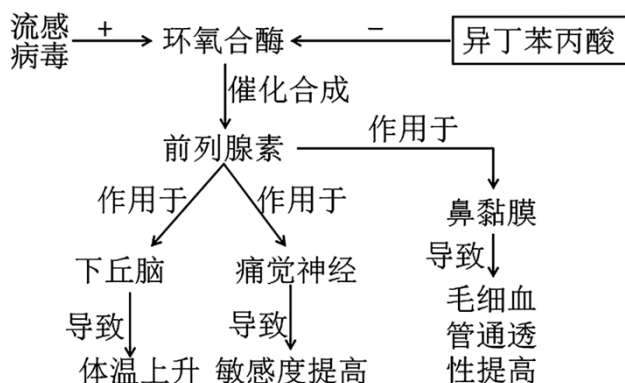 流感
病毒
+
环氧合酶
−
异丁苯丙酸
催化合成
前列腺素
作用于
作用于
作用于
鼻黏膜
下丘脑
痛觉神经
导致
导致
导致
毛细血
管通透
性提高
体温上升
敏感度提高